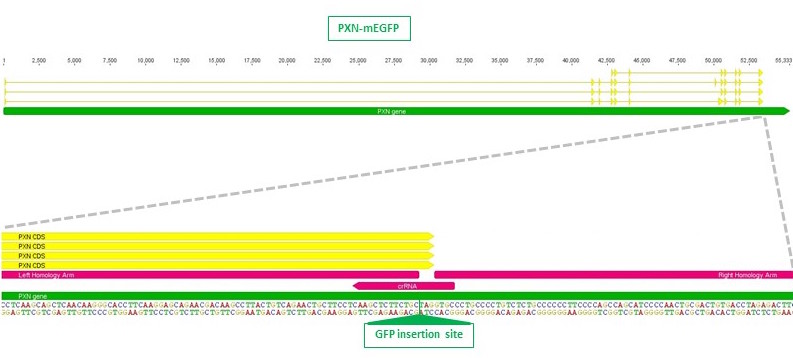 PXN-mEGFP
1 2,500 5,000 7,500 10,000 12,500 15,000 17,500 20,000 22,500 25,000 27,500 30,000 32,500 35,000 37,500 40,000 42,500 45,000 47,500 50,000 52,500 55,333
PXN gene
PXN CDS
PXN CDS
PXN CDS
PXN CDS
Left Homology Arm Right Homology Arm
crRNA
PXN gene
GFP insertion site